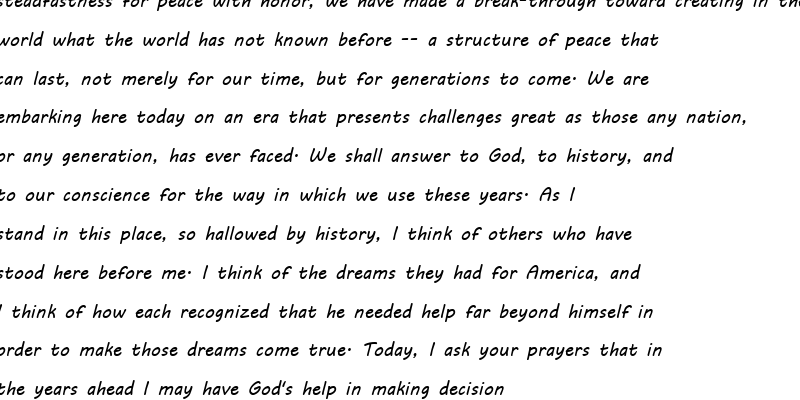 steadfastness for peace with honor, we have made a break-through toward creating in the
world what the world has not known before -- a structure of peace that
can last, not merely for our time, but for generations to come. We are
embarking here today on an era that presents challenges great as those any nation,
or any generation, has ever faced. We shall answer to God, to history, and
to our conscience for the way in which we use these years. As I
stand in this place, so hallowed by history, I think of others who have
stood here before me. I think of the dreams they had for America, and
I think of how each recognized that he needed help far beyond himself in
order to make those dreams come true. Today, I ask your prayers that in
the years ahead I may have God's help in making decision